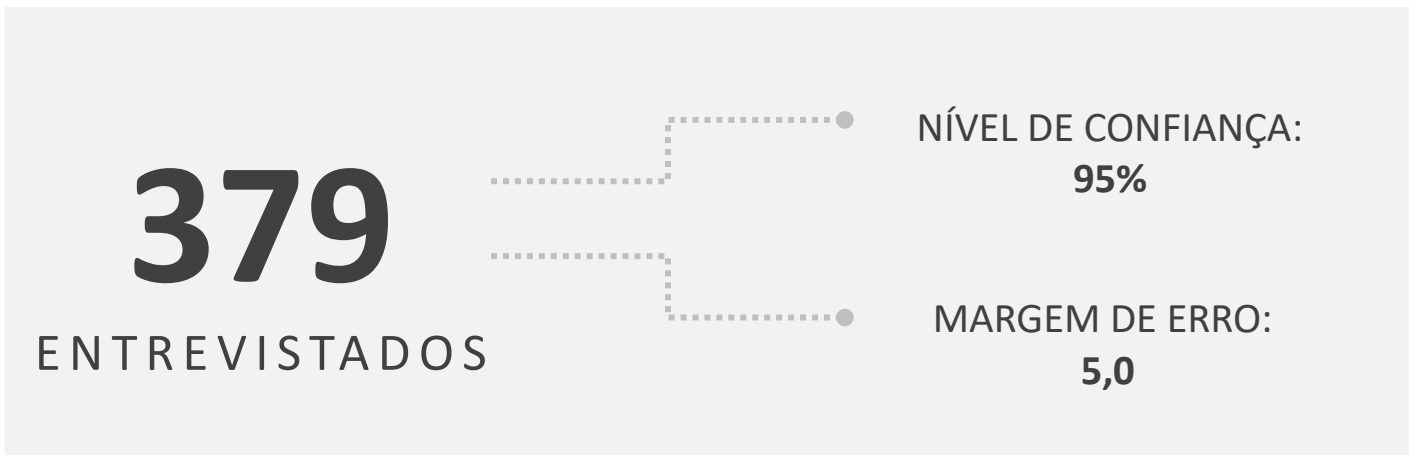 379
ENTREVISTADOS
NÍVEL DE CONFIANÇA:
95%
MARGEM DE ERRO:
5,0